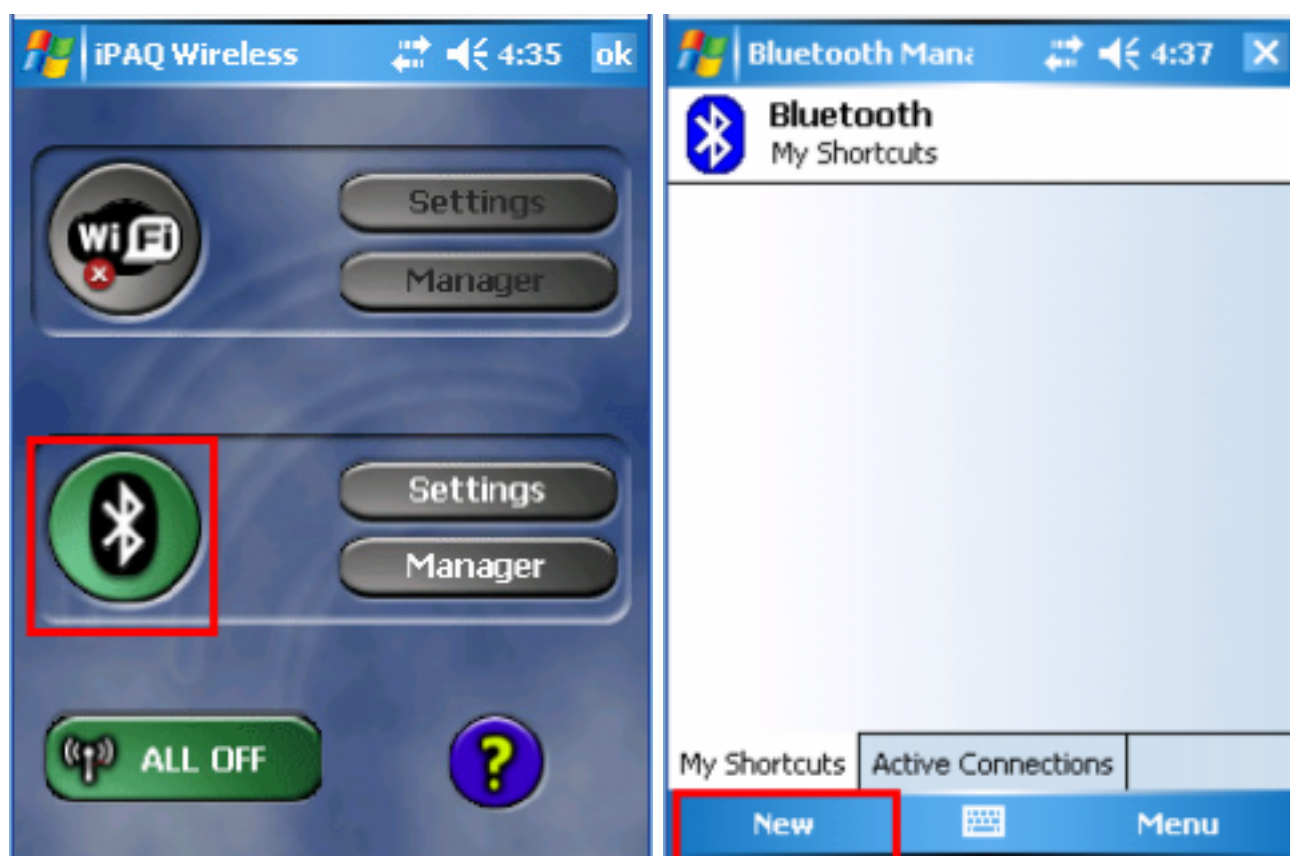 iPAQ Wireless 4:35 ok
WiFi
Settings
Manager
Settings
Manager
ALL OFF
?
Bluetooth Mana 4:37
Bluetooth
My Shortcuts
My Shortcuts Active Connections
New Menu